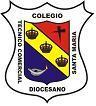 COLEGIO
TECNICO COMERCIAL
SANTA MARIA
DIOCESANO